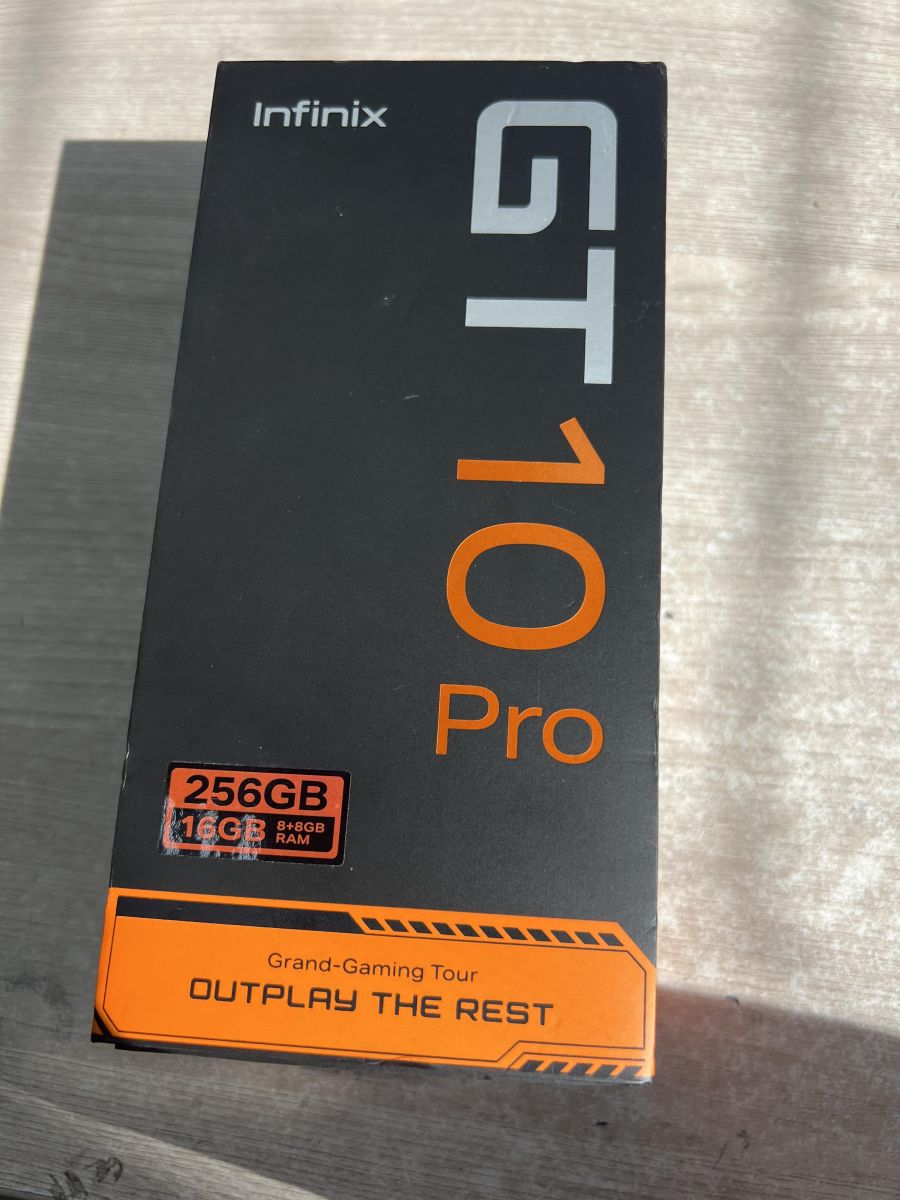 Infinix
GT 10 Pro
256GB
16GB 8+8GB
RAM
Grand-Gaming Tour
OUTPLAY THE REST